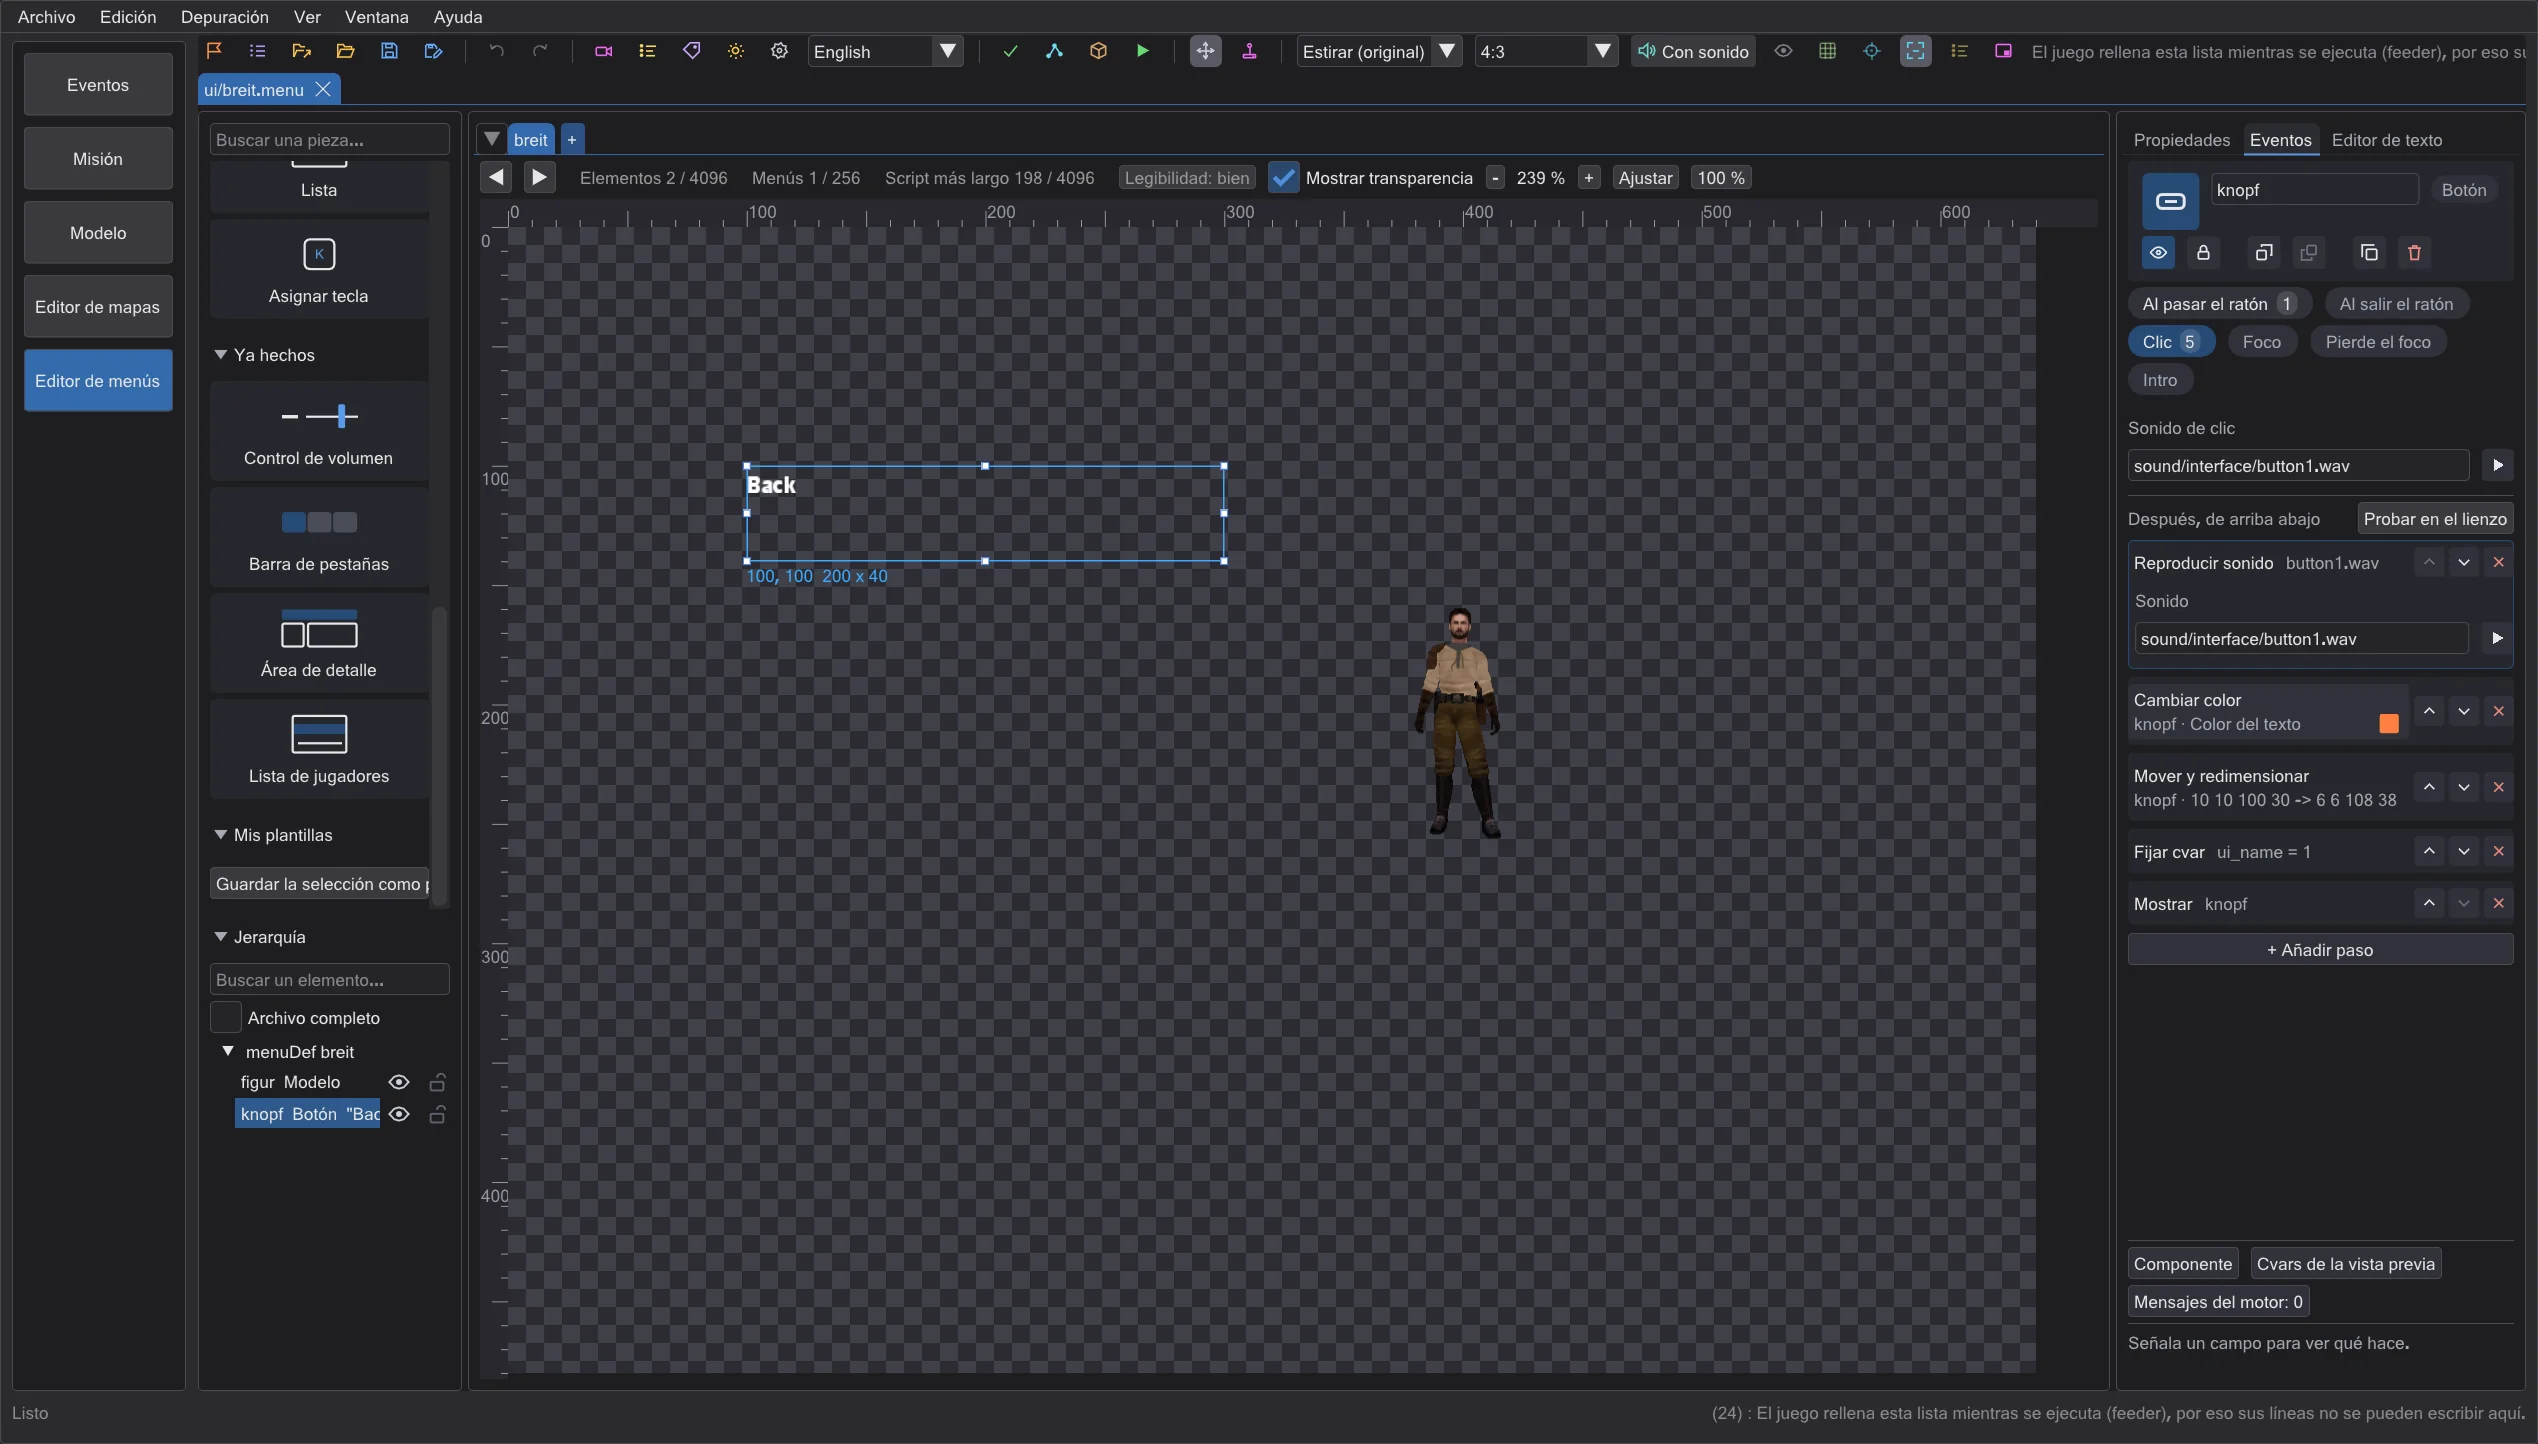 Archivo Edición Depuración Ver Ventana Ayuda
English
Estirar (original)
4:3
Con sonido
El juego rellena esta lista mientras se ejecuta (feeder), por eso
Eventos
Misión
Modelo
Editor de mapas
Editor de menús
ui/breit.menu
Buscar una pieza...
Lista
K
Asignar tecla
Ya hechos
Control de volumen
Barra de pestañas
Área de detalle
Lista de jugadores
Mis plantillas
Guardar la selección como
Jerarquía
Buscar un elemento...
Archivo completo
menuDef breit
figur Modelo
knopf Botón "Bac
breit +
Elementos 2 / 4096 Menús 1 / 256 Script más largo 198 / 4096 Legibilidad: bien Mostrar transparencia - 239 % + Ajustar 100 %
0 100 200 300 400 500 600
0
100
200
300
400
Back
100, 100 200 x 40
Propiedades Eventos Editor de texto
knopf Botón
Al pasar el ratón 1 Al salir el ratón
Clic 5 Foco Pierde el foco
Intro
Sonido de clic
sound/interface/button1.wav
Después, de arriba abajo Probar en el lienzo
Reproducir sonido button1.wav
Sonido
sound/interface/button1.wav
Cambiar color
knopf · Color del texto
Mover y redimensionar
knopf · 10 10 100 30 -> 6 6 108 38
Fijar cvar ui_name = 1
Mostrar knopf
+ Añadir paso
Componente Cvars de la vista previa
Mensajes del motor: 0
Señala un campo para ver qué hace.
Listo
(24) : El juego rellena esta lista mientras se ejecuta (feeder), por eso sus líneas no se pueden escribir aquí.